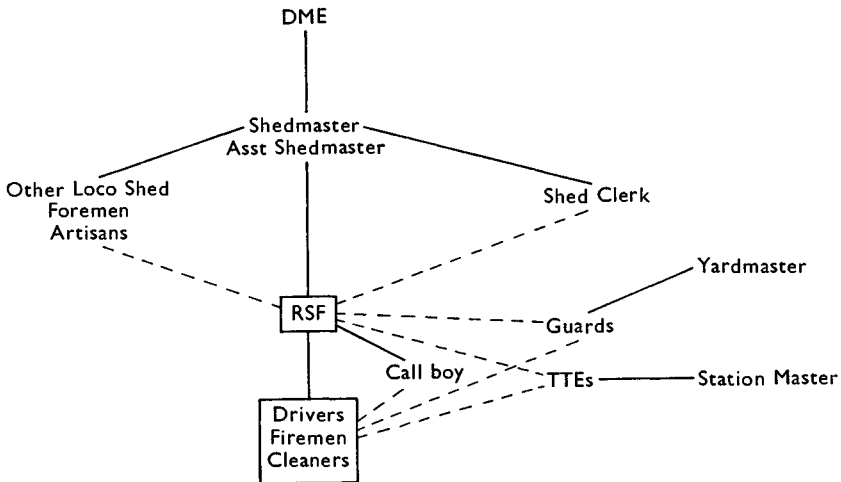 DME
Shedmaster
Asst Shedmaster
Other Loco Shed
Foremen
Artisans
Shed Clerk
Yardmaster
RSF
Guards
Call boy
TTEs
Station Master
Drivers
Firemen
Cleaners